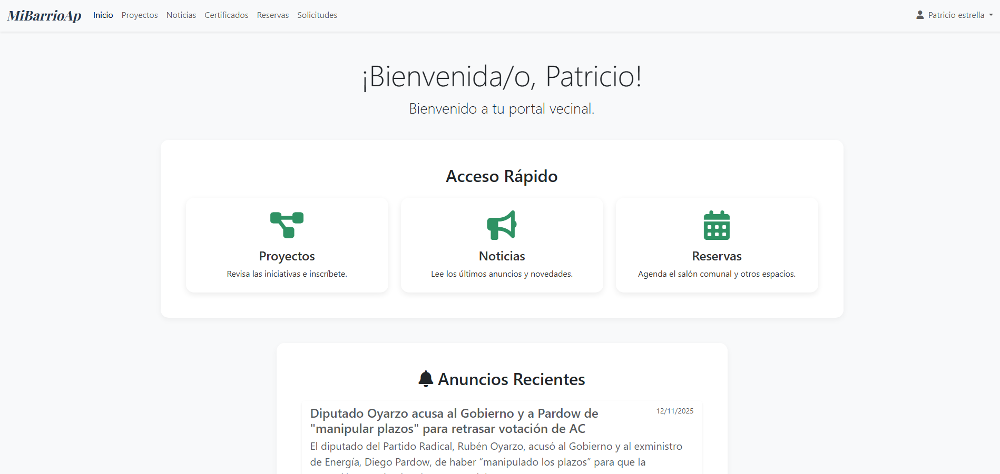 MiBarrioAp
Inicio Proyectos Noticias Certificados Reservas Solicitudes
Patricio estrella
¡Bienvenida/o, Patricio!
Bienvenido a tu portal vecinal.
Acceso Rápido
Proyectos
Revisa las iniciativas e inscríbete.
Noticias
Lee los últimos anuncios y novedades.
Reservas
Agenda el salón comunal y otros espacios.
Anuncios Recientes
Diputado Oyarzo acusa al Gobierno y a Pardow de
"manipular plazos" para retrasar votación de AC
12/11/2025
El diputado del Partido Radical, Rubén Oyarzo, acusó al Gobierno y al exministro
de Energía, Diego Pardow, de haber “manipulado los plazos” para que la